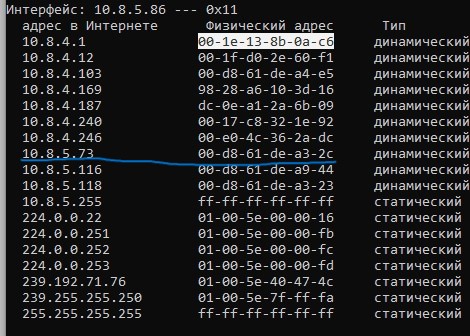 Интерфейс: 10.8.5.86 --- 0x11
адрес в Интернете Физический адрес Тип
10.8.4.1 00-1e-13-8b-0a-c6 динамический
10.8.4.12 00-1f-d0-2e-60-f1 динамический
10.8.4.103 00-d8-61-de-a4-e5 динамический
10.8.4.169 98-28-a6-10-3d-16 динамический
10.8.4.187 dc-0e-a1-2a-6b-09 динамический
10.8.4.240 00-17-c8-32-1e-92 динамический
10.8.4.246 00-e0-4c-36-2a-dc динамический
10.8.5.73 00-d8-61-de-a3-2c динамический
10.8.5.116 00-d8-61-de-a9-44 динамический
10.8.5.118 00-d8-61-de-a3-23 динамический
10.8.5.255 ff-ff-ff-ff-ff-ff статический
224.0.0.22 01-00-5e-00-00-16 статический
224.0.0.251 01-00-5e-00-00-fb статический
224.0.0.252 01-00-5e-00-00-fc статический
224.0.0.253 01-00-5e-00-00-fd статический
239.192.71.76 01-00-5e-40-47-4c статический
239.255.255.250 01-00-5e-7f-ff-fa статический
255.255.255.255 ff-ff-ff-ff-ff-ff статический